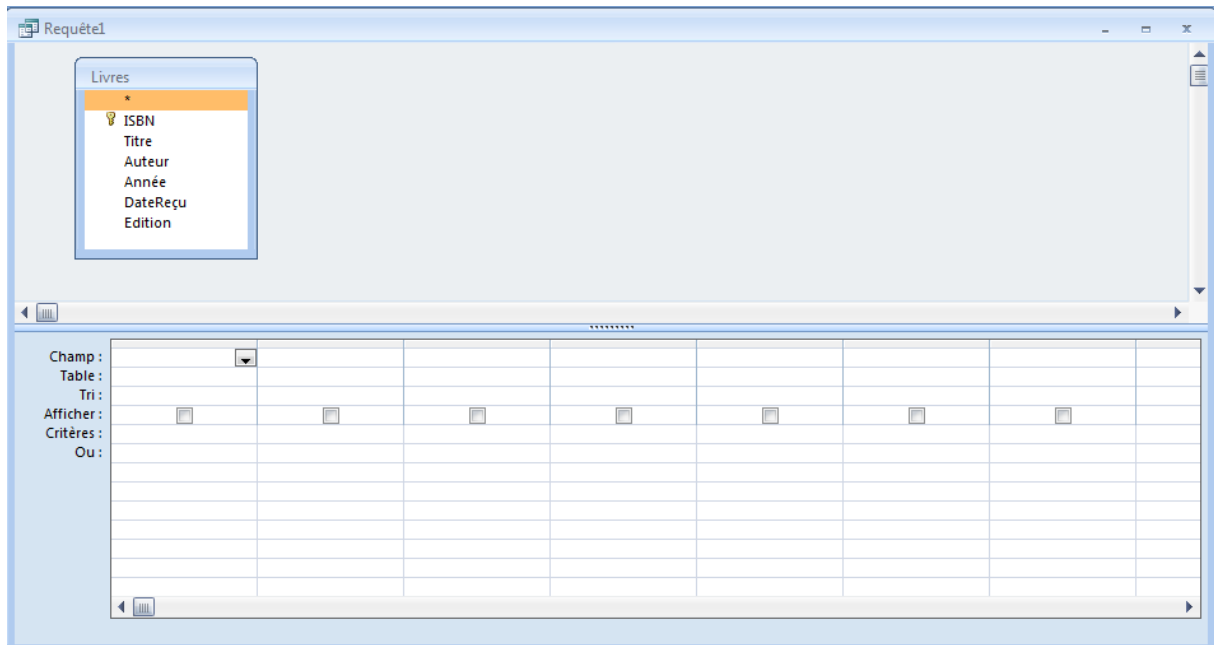 Requête1
Livres
*
ISBN
Titre
Auteur
Année
DateReçu
Edition
Champ :
Table :
Tri :
Afficher :
Critères :
Ou :